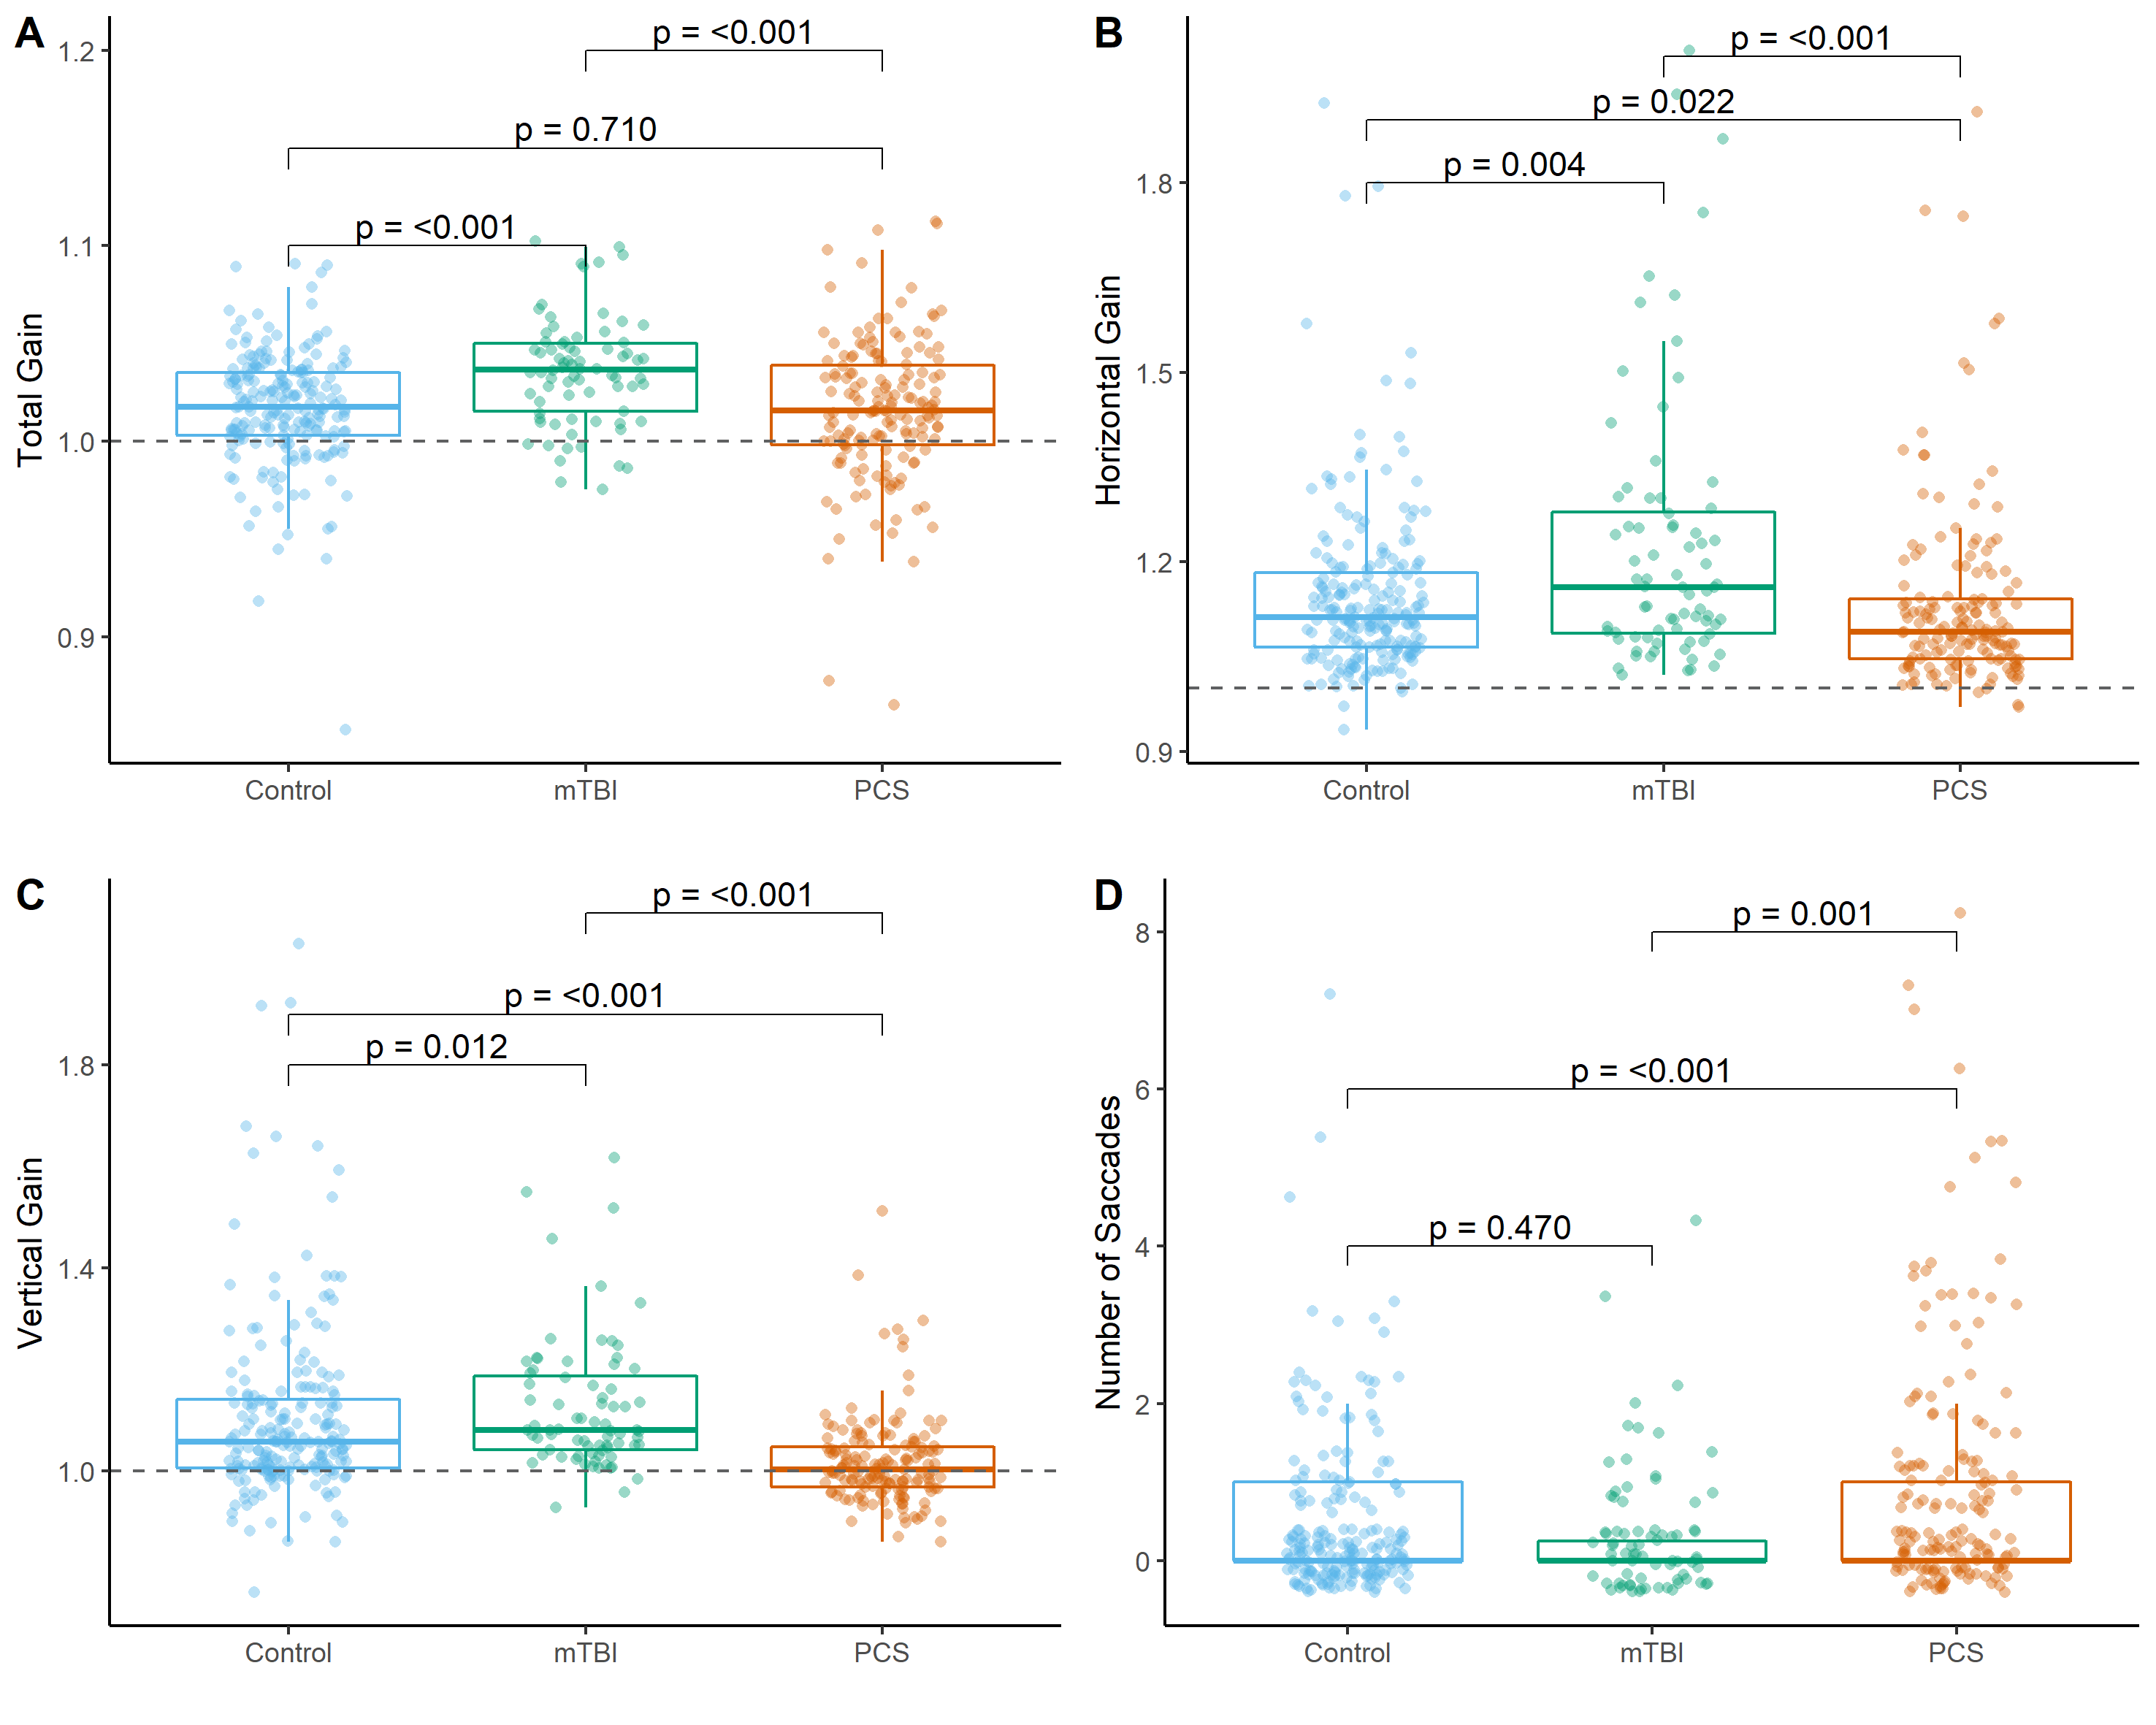 A
Total Gain
1.2
1.1
1.0
0.9
p = <0.001
p = 0.710
p = <0.001
Control
mTBI
PCS
B
Horizontal Gain
1.8
1.5
1.2
0.9
p = <0.001
p = 0.022
p = 0.004
Control
mTBI
PCS
C
Vertical Gain
1.8
1.4
1.0
p = <0.001
p = <0.001
p = 0.012
Control
mTBI
PCS
D
Number of Saccades
8
6
4
2
0
p = 0.001
p = <0.001
p = 0.470
Control
mTBI
PCS